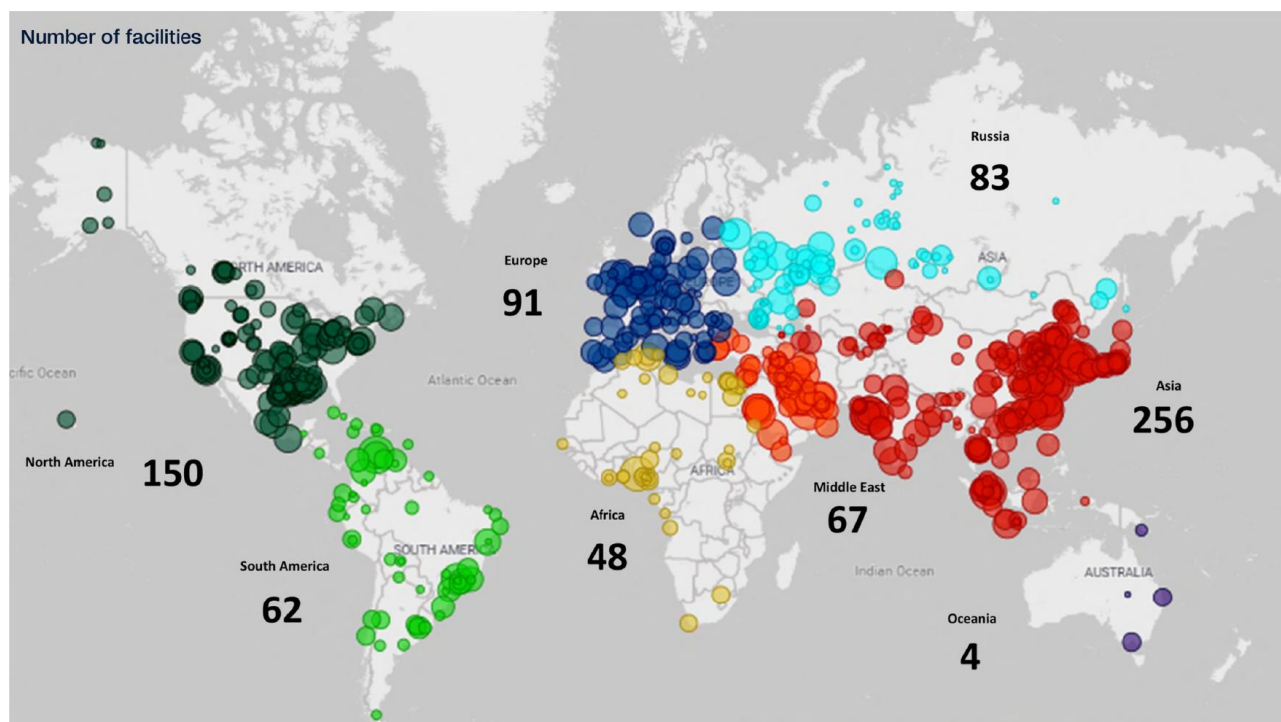 Number of facilities
Russia
83
ASIA
Europe
91
Asia
256
North America
150
cific Ocean
Atlantic Ocean
Middle East
67
AFRICA
Africa
48
South America
62
SOUTH AMERIC
Indian Ocean
AUSTRALIA
Oceania
4
RTH AMERICA